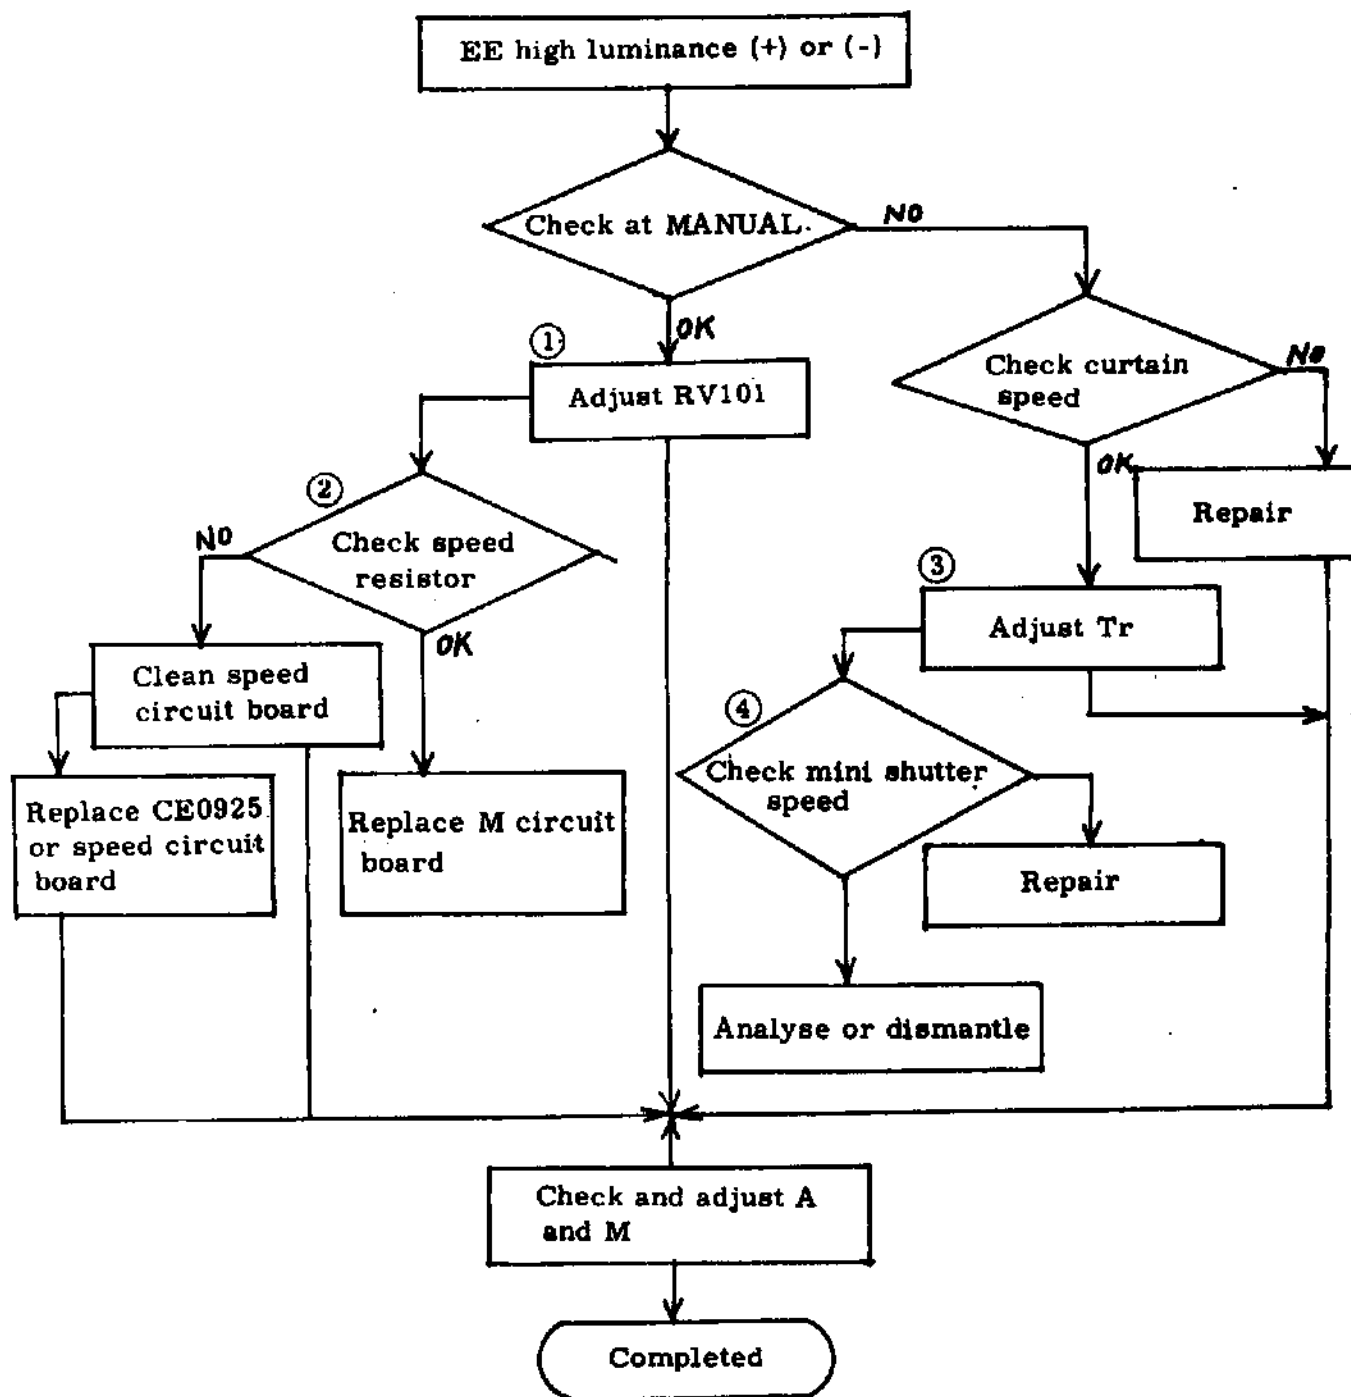 EE high luminance (+) or (-)
Check at MANUAL.
NO
OK
①
Adjust RV101
Check curtain
speed
NO
OK
Repair
②
NO
Check speed
resistor
OK
③
Adjust Tr
Clean speed
circuit board
④
Check mini shutter
speed
Replace CE0925
or speed circuit
board
Replace M circuit
board
Repair
Analyse or dismantle
Check and adjust A
and M
Completed